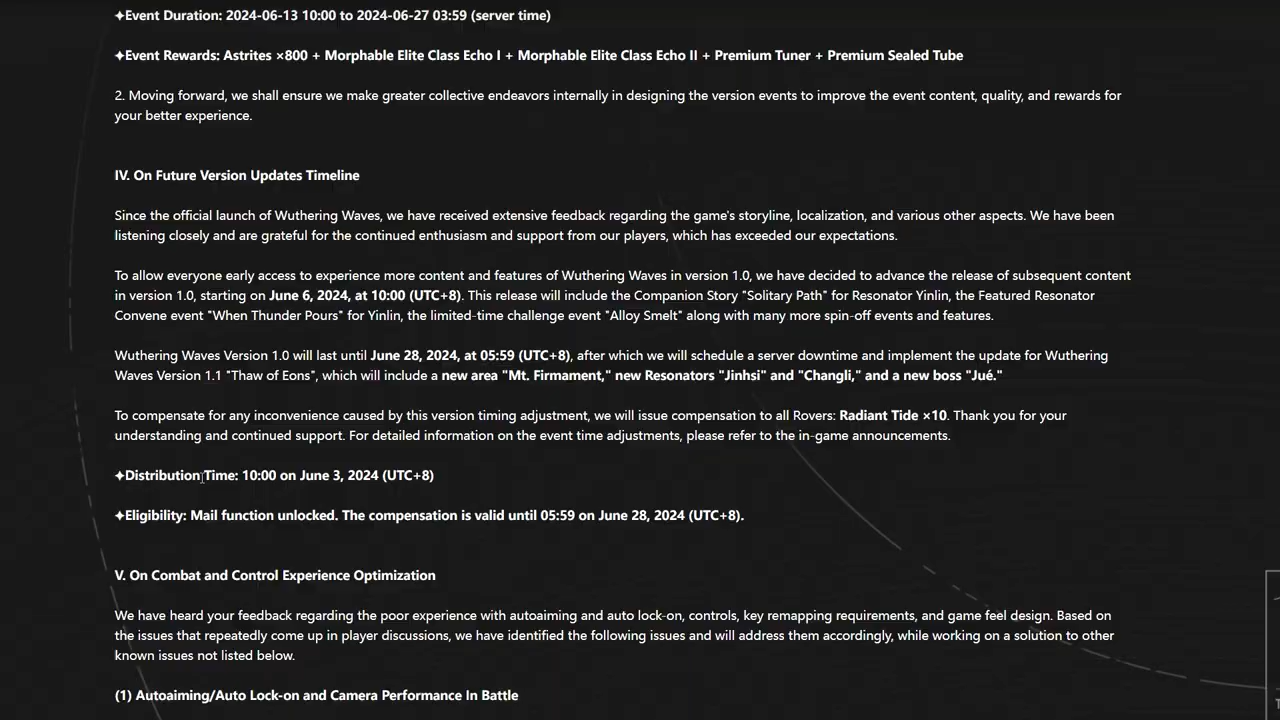 ✦Event Duration: 2024-06-13 10:00 to 2024-06-27 03:59 (server time)
✦Event Rewards: Astrites ×800 + Morphable Elite Class Echo I + Morphable Elite Class Echo II + Premium Tuner + Premium Sealed Tube
2. Moving forward, we shall ensure we make greater collective endeavors internally in designing the version events to improve the event content, quality, and rewards for
your better experience.
IV. On Future Version Updates Timeline
Since the official launch of Wuthering Waves, we have received extensive feedback regarding the game's storyline, localization, and various other aspects. We have been
listening closely and are grateful for the continued enthusiasm and support from our players, which has exceeded our expectations.
To allow everyone early access to experience more content and features of Wuthering Waves in version 1.0, we have decided to advance the release of subsequent content
in version 1.0, starting on June 6, 2024, at 10:00 (UTC+8). This release will include the Companion Story "Solitary Path" for Resonator Yinlin, the Featured Resonator
Convene event "When Thunder Pours" for Yinlin, the limited-time challenge event "Alloy Smelt" along with many more spin-off events and features.
Wuthering Waves Version 1.0 will last until June 28, 2024, at 05:59 (UTC+8), after which we will schedule a server downtime and implement the update for Wuthering
Waves Version 1.1 "Thaw of Eons", which will include a new area "Mt. Firmament," new Resonators "Jinhsi" and "Changli," and a new boss "Jué."
To compensate for any inconvenience caused by this version timing adjustment, we will issue compensation to all Rovers: Radiant Tide ×10. Thank you for your
understanding and continued support. For detailed information on the event time adjustments, please refer to the in-game announcements.
✦Distribution Time: 10:00 on June 3, 2024 (UTC+8)
✦Eligibility: Mail function unlocked. The compensation is valid until 05:59 on June 28, 2024 (UTC+8).
V. On Combat and Control Experience Optimization
We have heard your feedback regarding the poor experience with autoaiming and auto lock-on, controls, key remapping requirements, and game feel design. Based on
the issues that repeatedly come up in player discussions, we have identified the following issues and will address them accordingly, while working on a solution to other
known issues not listed below.
(1) Autoaiming/Auto Lock-on and Camera Performance In Battle